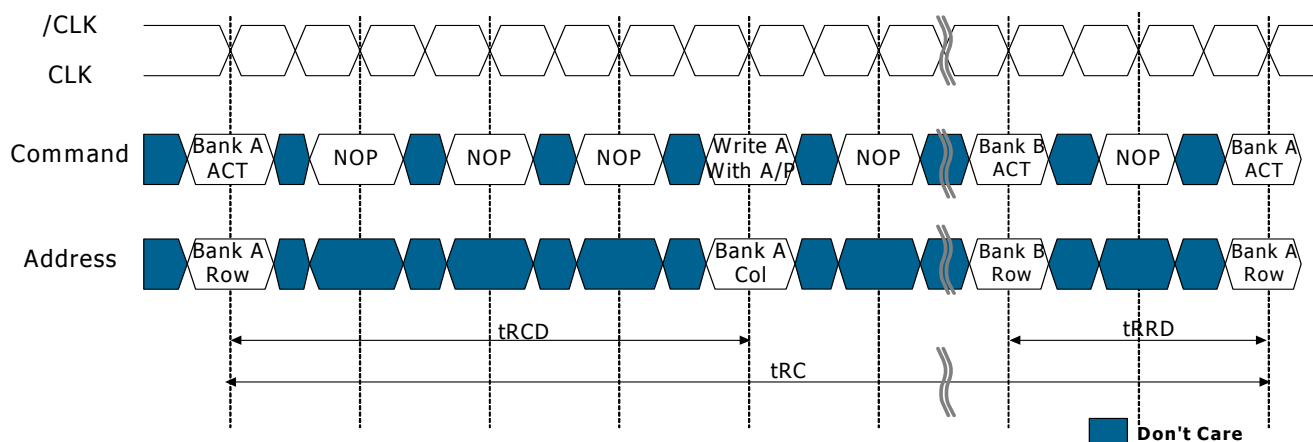 /CLK
CLK
Command
Bank A
ACT
NOP
NOP
NOP
Write A
With A/P
NOP
Bank B
ACT
NOP
Bank A
ACT
Address
Bank A
Row
Bank A
Col
Bank B
Row
Bank A
Row
tRCD
tRRD
tRC
Don't Care